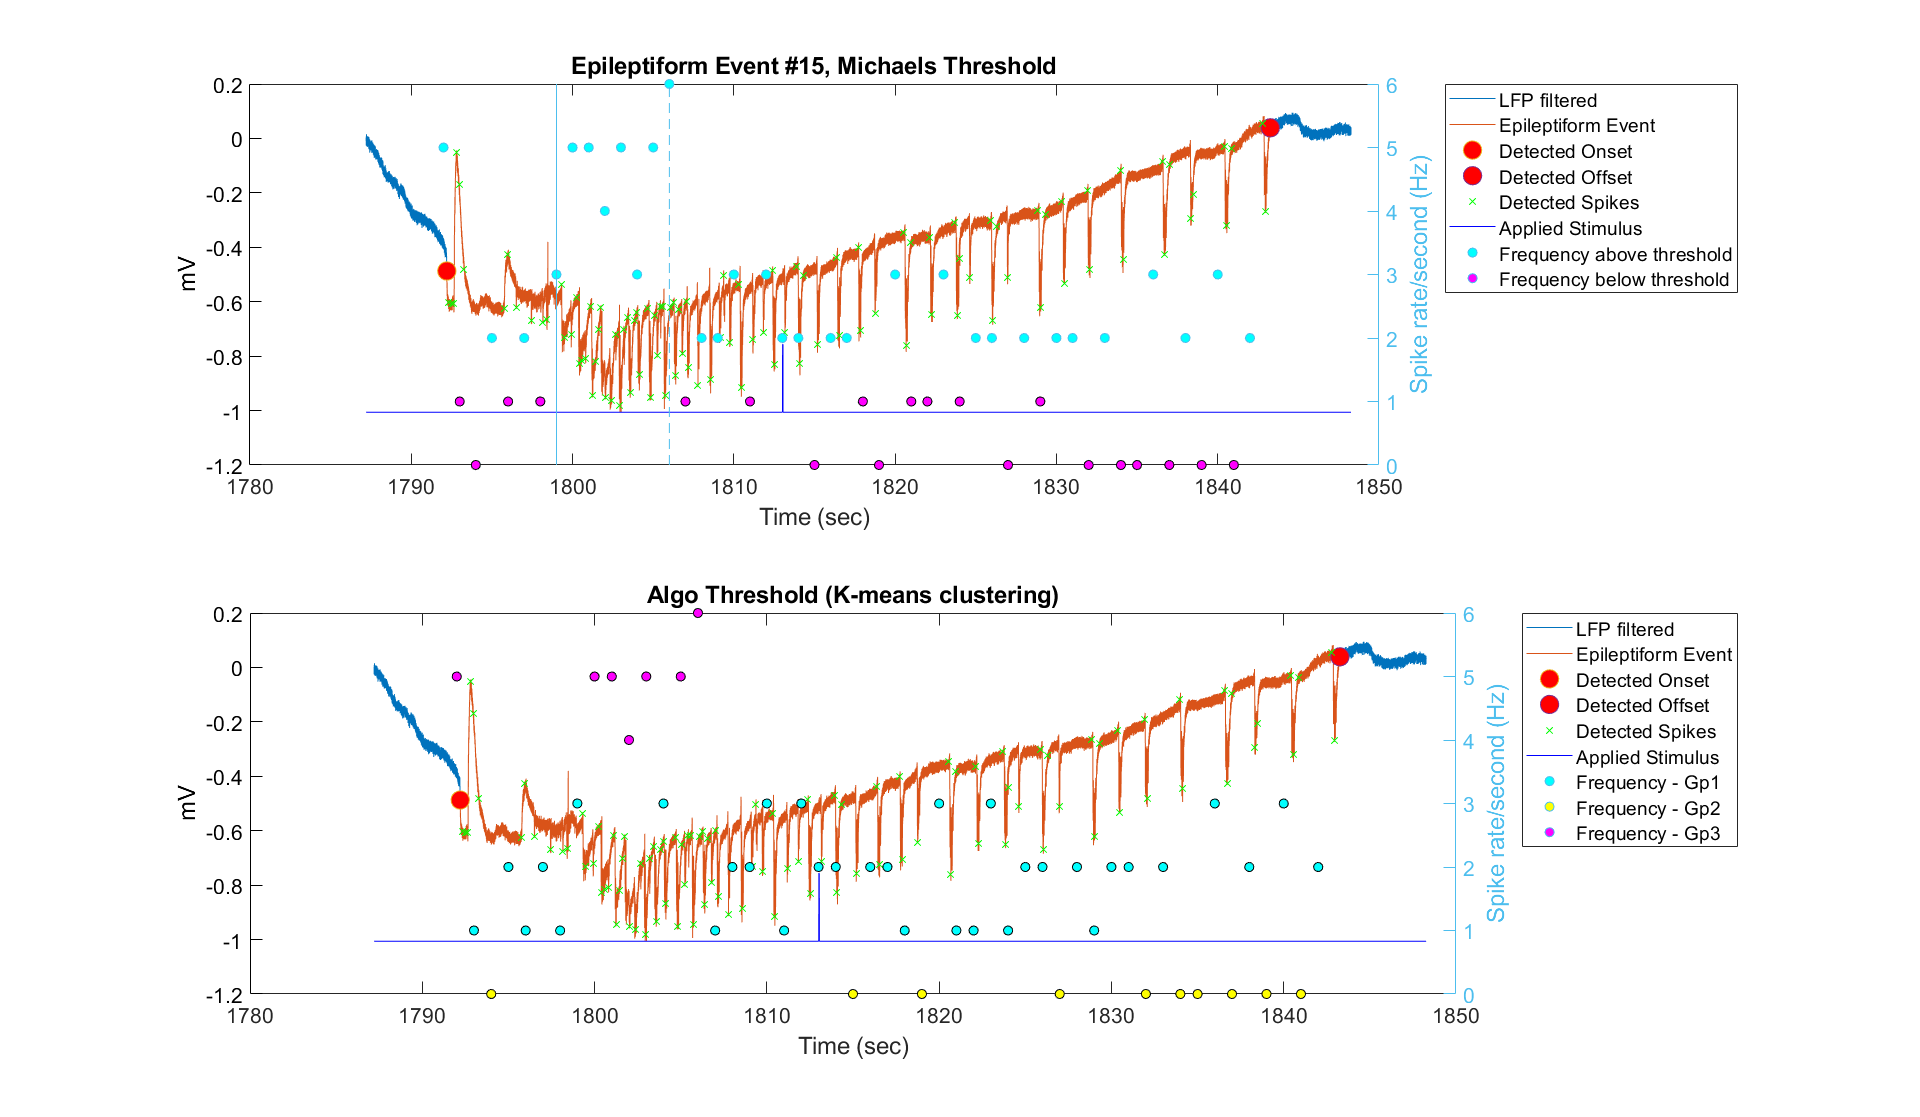 Epileptiform Event #15, Michaels Threshold
0.2
0
-0.2
-0.4
-0.6
-0.8
-1
-1.2
mV
1780
1790
1800
1810
1820
1830
1840
1850
Time (sec)
6
5
4
3
2
1
0
Spike rate/second (Hz)
LFP filtered
Epileptiform Event
Detected Onset
Detected Offset
Detected Spikes
Applied Stimulus
Frequency above threshold
Frequency below threshold
Algo Threshold (K-means clustering)
0.2
0
-0.2
-0.4
-0.6
-0.8
-1
-1.2
mV
1780
1790
1800
1810
1820
1830
1840
1850
Time (sec)
6
5
4
3
2
1
0
Spike rate/second (Hz)
LFP filtered
Epileptiform Event
Detected Onset
Detected Offset
Detected Spikes
Applied Stimulus
Frequency - Gp1
Frequency - Gp2
Frequency - Gp3